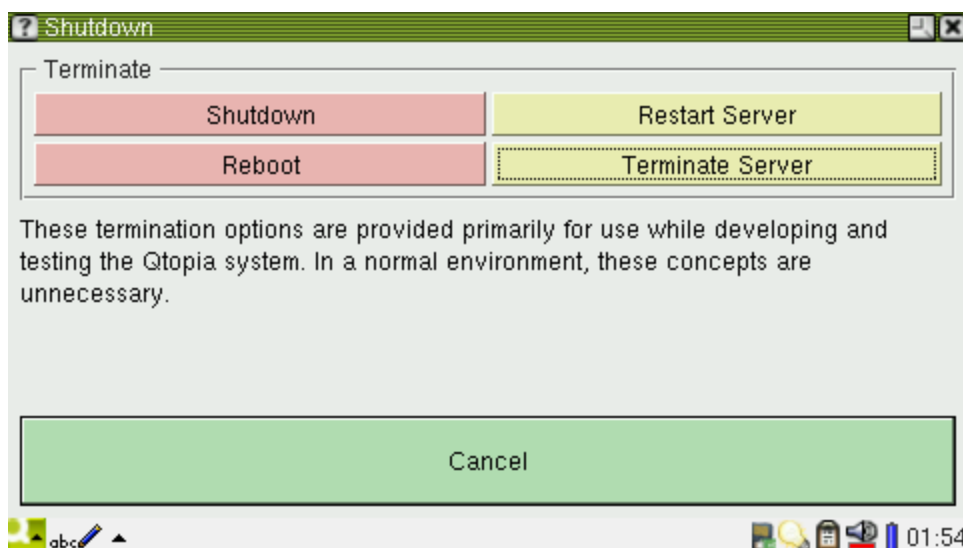 Shutdown
Terminate
Shutdown
Restart Server
Reboot
Terminate Server
These termination options are provided primarily for use while developing and
testing the Qtopia system. In a normal environment, these concepts are
unnecessary.
Cancel
abc
01:54